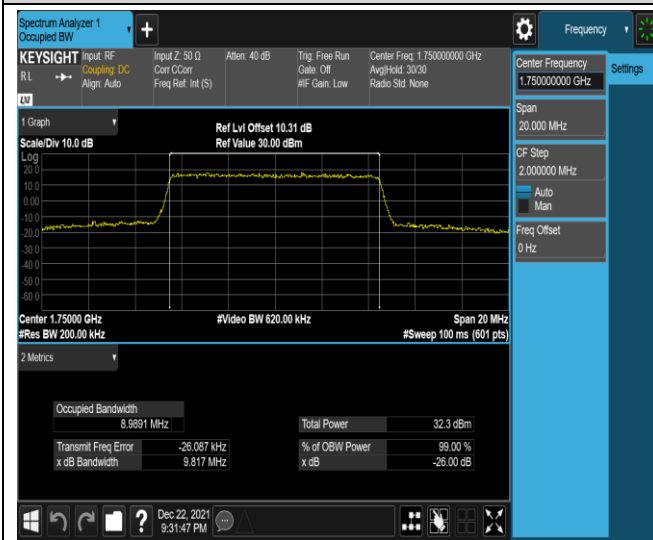 Spectrum Analyzer 1
Occupied BW
+
Frequency
KEYSIGHT
RL
LXI
Input: RF
Coupling: DC
Align: Auto
Input Z: 50 Ω
Corr CCorr
Freq Ref: Int (S)
Atten: 40 dB
Trig: Free Run
Gate: Off
#IF Gain: Low
Center Freq: 1.750000000 GHz
Avg|Hold: 30/30
Radio Std: None
Center Frequency
1.750000000 GHz
Settings
Span
20.000 MHz
CF Step
2.000000 MHz
Auto
Man
Freq Offset
0 Hz
1 Graph
Scale/Div 10.0 dB
Ref Lvl Offset 10.31 dB
Ref Value 30.00 dBm
Log
20.0
10.0
0.00
-10.0
-20.0
-30.0
-40.0
-50.0
-60.0
Center 1.75000 GHz
#Video BW 620.00 kHz
Span 20 MHz
#Res BW 200.00 kHz
#Sweep 100 ms (601 pts)
2 Metrics
Occupied Bandwidth
8.9891 MHz
Total Power 32.3 dBm
Transmit Freq Error -26.087 kHz
% of OBW Power 99.00 %
x dB Bandwidth 9.817 MHz
x dB -26.00 dB
?
Dec 22, 2021
9:31:47 PM